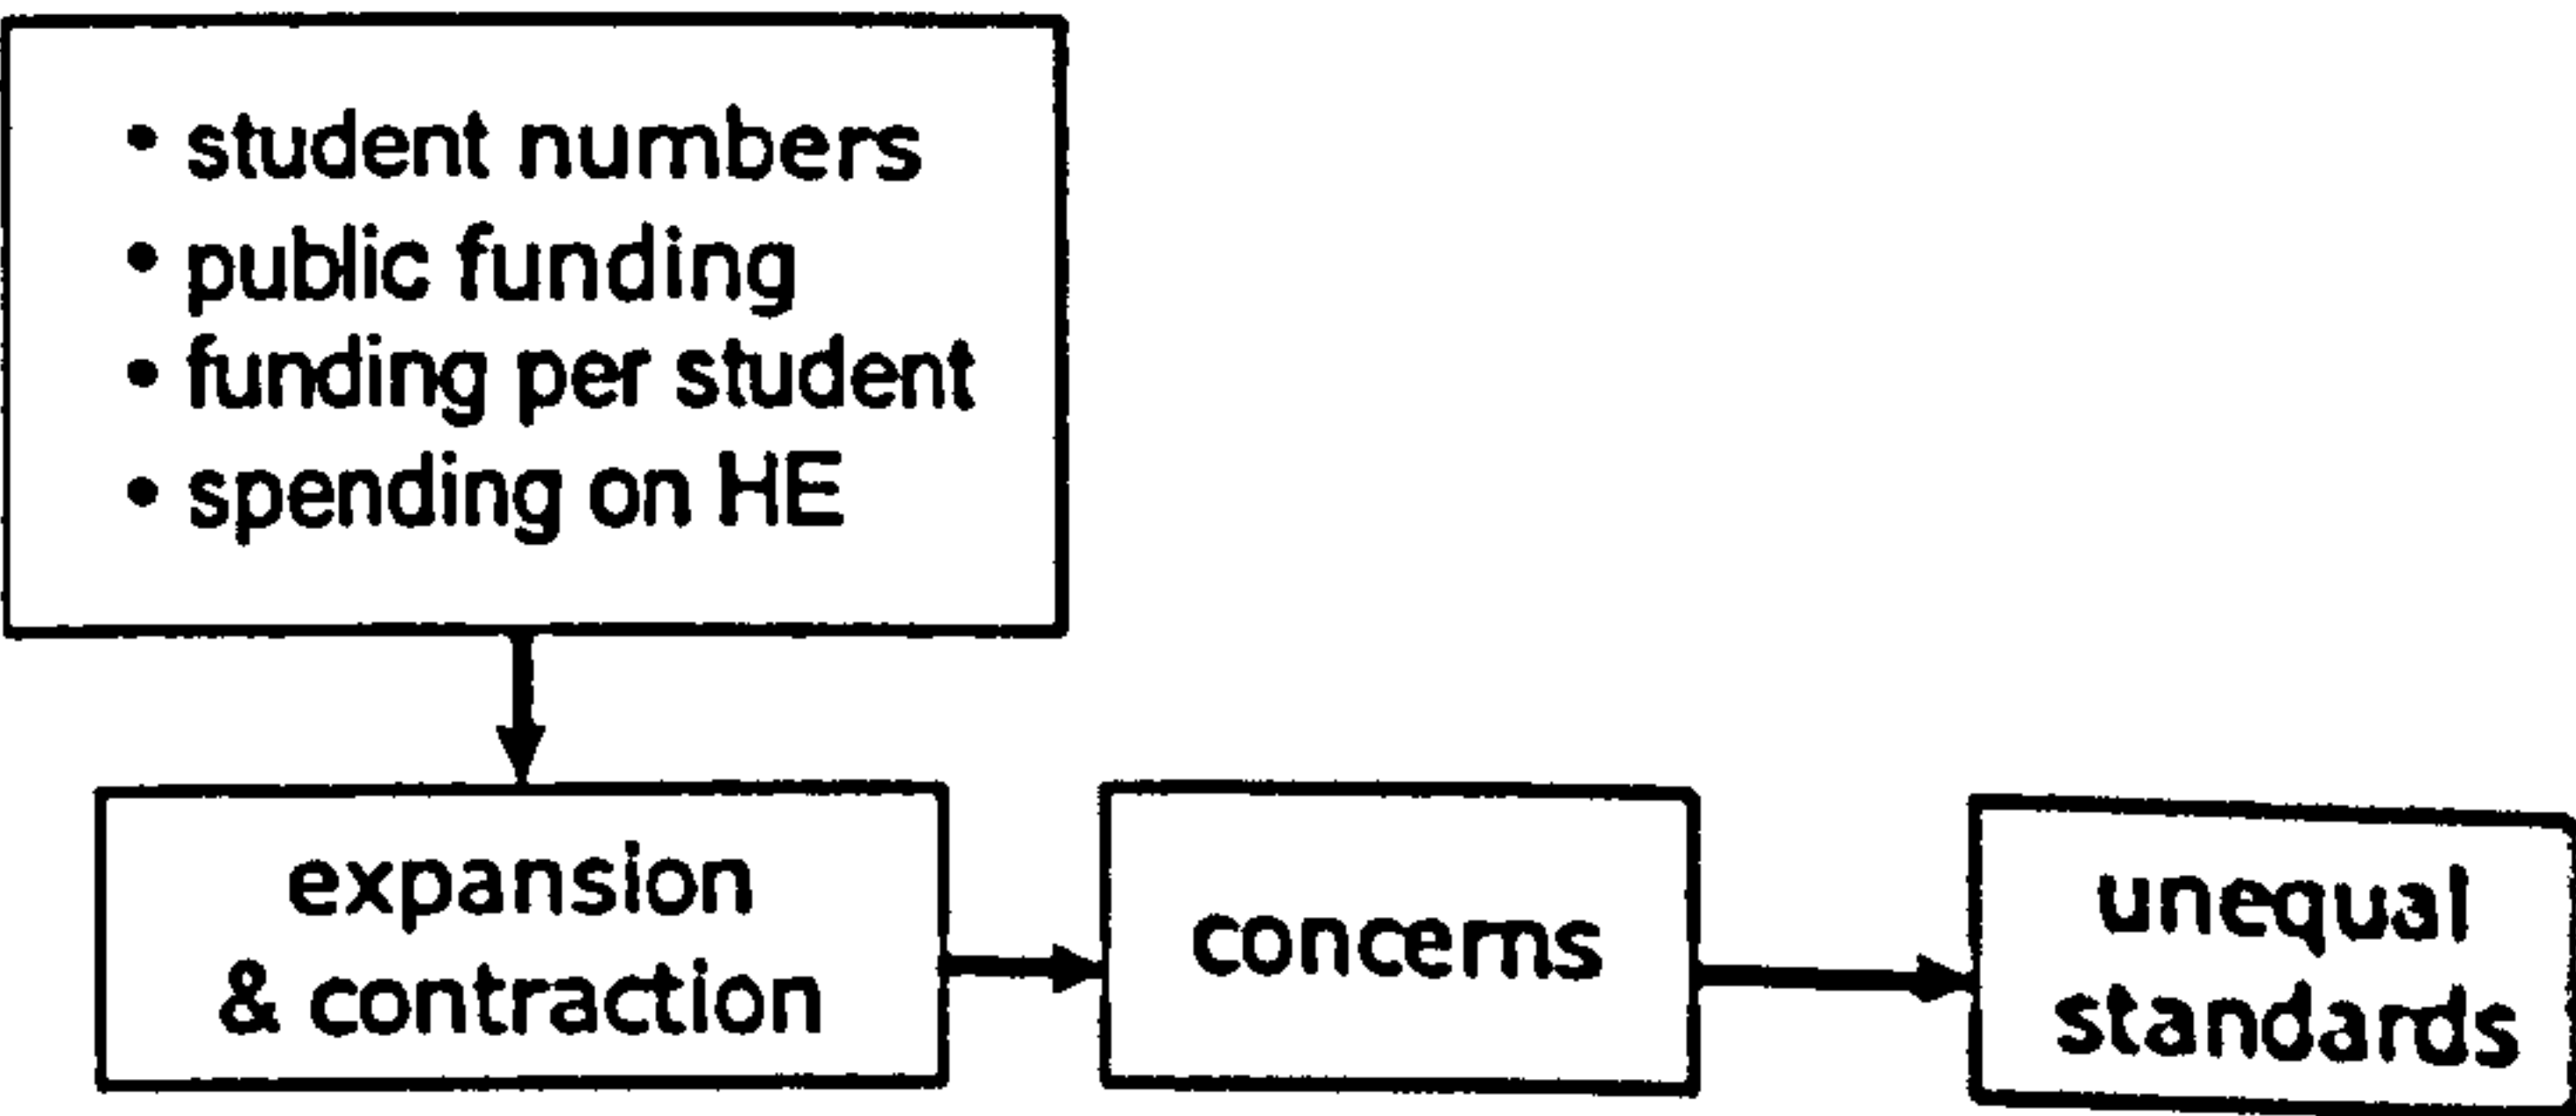 • student numbers
• public funding
• funding per student
• spending on HE
expansion
& contraction
concerns
unequal
standards